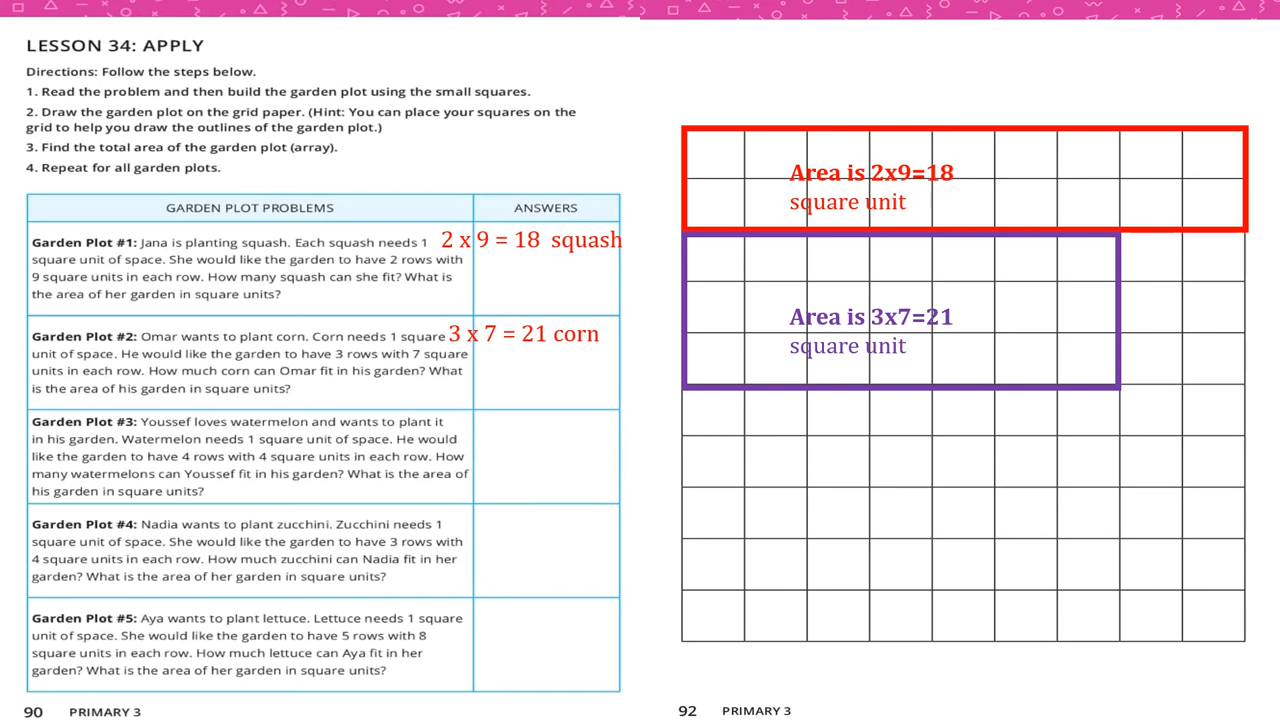 LESSON 34: APPLY
Directions: Follow the steps below.
1. Read the problem and then build the garden plot using the small squares.
2. Draw the garden plot on the grid paper. (Hint: You can place your squares on the
grid to help you draw the outlines of the garden plot.)
3. Find the total area of the garden plot (array).
4. Repeat for all garden plots.
GARDEN PLOT PROBLEMS
ANSWERS
Garden Plot #1: Jana is planting squash. Each squash needs 1
square unit of space. She would like the garden to have 2 rows with
9 square units in each row. How many squash can she fit? What is
the area of her garden in square units?
2 x 9 = 18 squash
Garden Plot #2: Omar wants to plant corn. Corn needs 1 square
unit of space. He would like the garden to have 3 rows with 7 square
units in each row. How much corn can Omar fit in his garden? What
is the area of his garden in square units?
3 x 7 = 21 corn
Garden Plot #3: Youssef loves watermelon and wants to plant it
in his garden. Watermelon needs 1 square unit of space. He would
like the garden to have 4 rows with 4 square units in each row. How
many watermelons can Youssef fit in his garden? What is the area of
his garden in square units?
Garden Plot #4: Nadia wants to plant zucchini. Zucchini needs 1
square unit of space. She would like the garden to have 3 rows with
4 square units in each row. How much zucchini can Nadia fit in her
garden? What is the area of her garden in square units?
Garden Plot #5: Aya wants to plant lettuce. Lettuce needs 1 square
unit of space. She would like the garden to have 5 rows with 8
square units in each row. How much lettuce can Aya fit in her
garden? What is the area of her garden in square units?
90 PRIMARY 3
Area is 2x9=18
square unit
Area is 3x7=21
square unit
92 PRIMARY 3